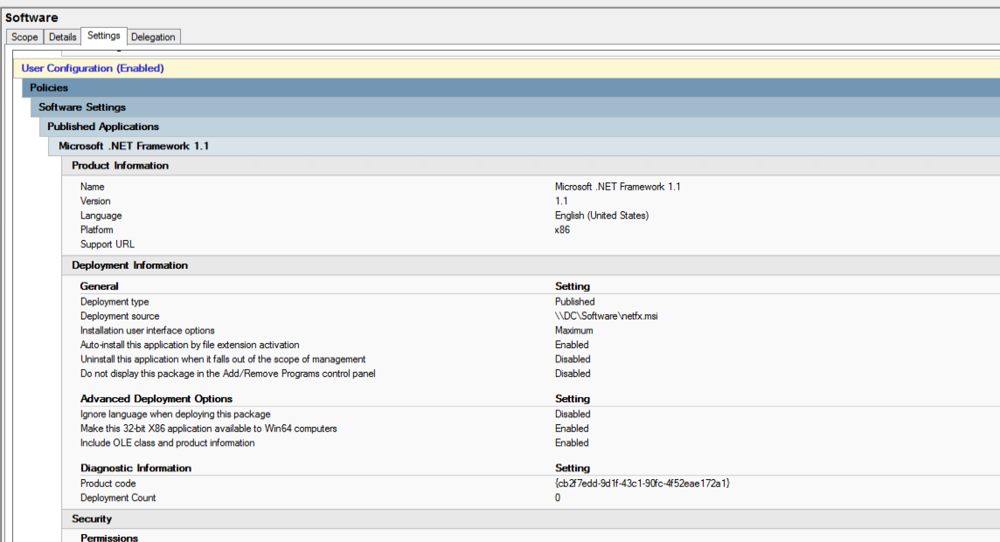 Software
Scope Details Settings Delegation
User Configuration (Enabled)
Policies
Software Settings
Published Applications
Microsoft .NET Framework 1.1
Product Information
Name Microsoft .NET Framework 1.1
Version 1.1
Language English (United States)
Platform x86
Support URL
Deployment Information
General Setting
Deployment type Published
Deployment source \\DC\Software\netfx.msi
Installation user interface options Maximum
Auto-install this application by file extension activation Enabled
Uninstall this application when it falls out of the scope of management Disabled
Do not display this package in the Add/Remove Programs control panel Disabled
Advanced Deployment Options Setting
Ignore language when deploying this package Disabled
Make this 32-bit X86 application available to Win64 computers Enabled
Include OLE class and product information Enabled
Diagnostic Information Setting
Product code {cb2f7edd-9d1f-43c1-90fc-4f52eae172a1}
Deployment Count 0
Security
Permissions